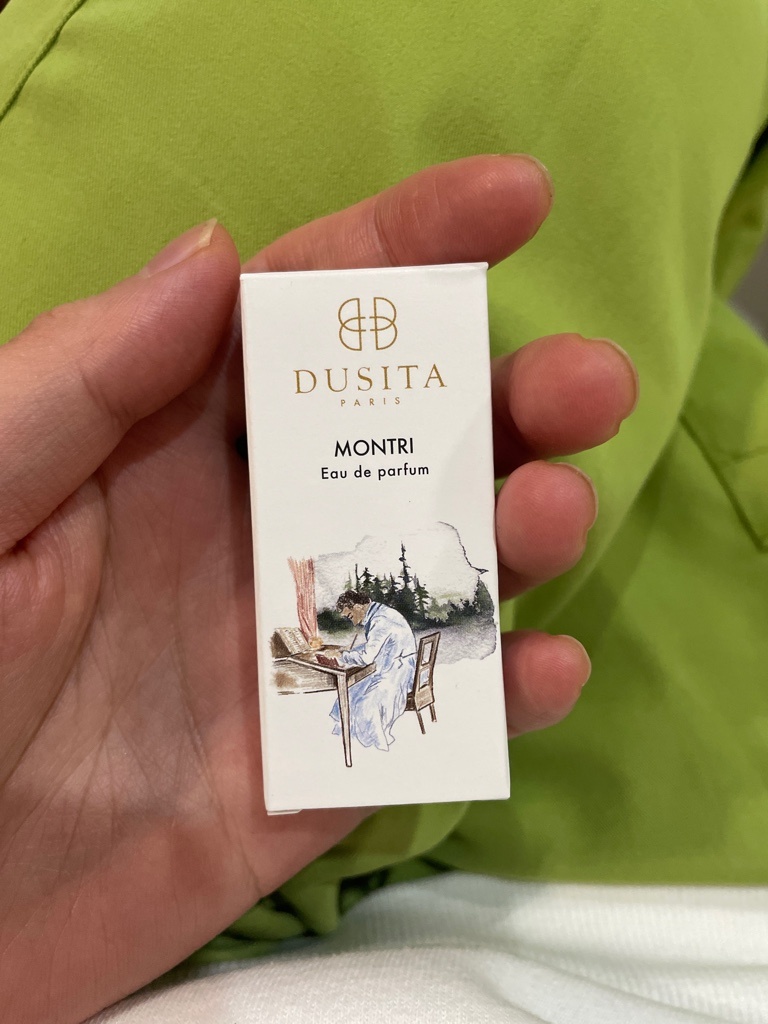 DUSITA
PARIS
MONTRI
Eau de parfum